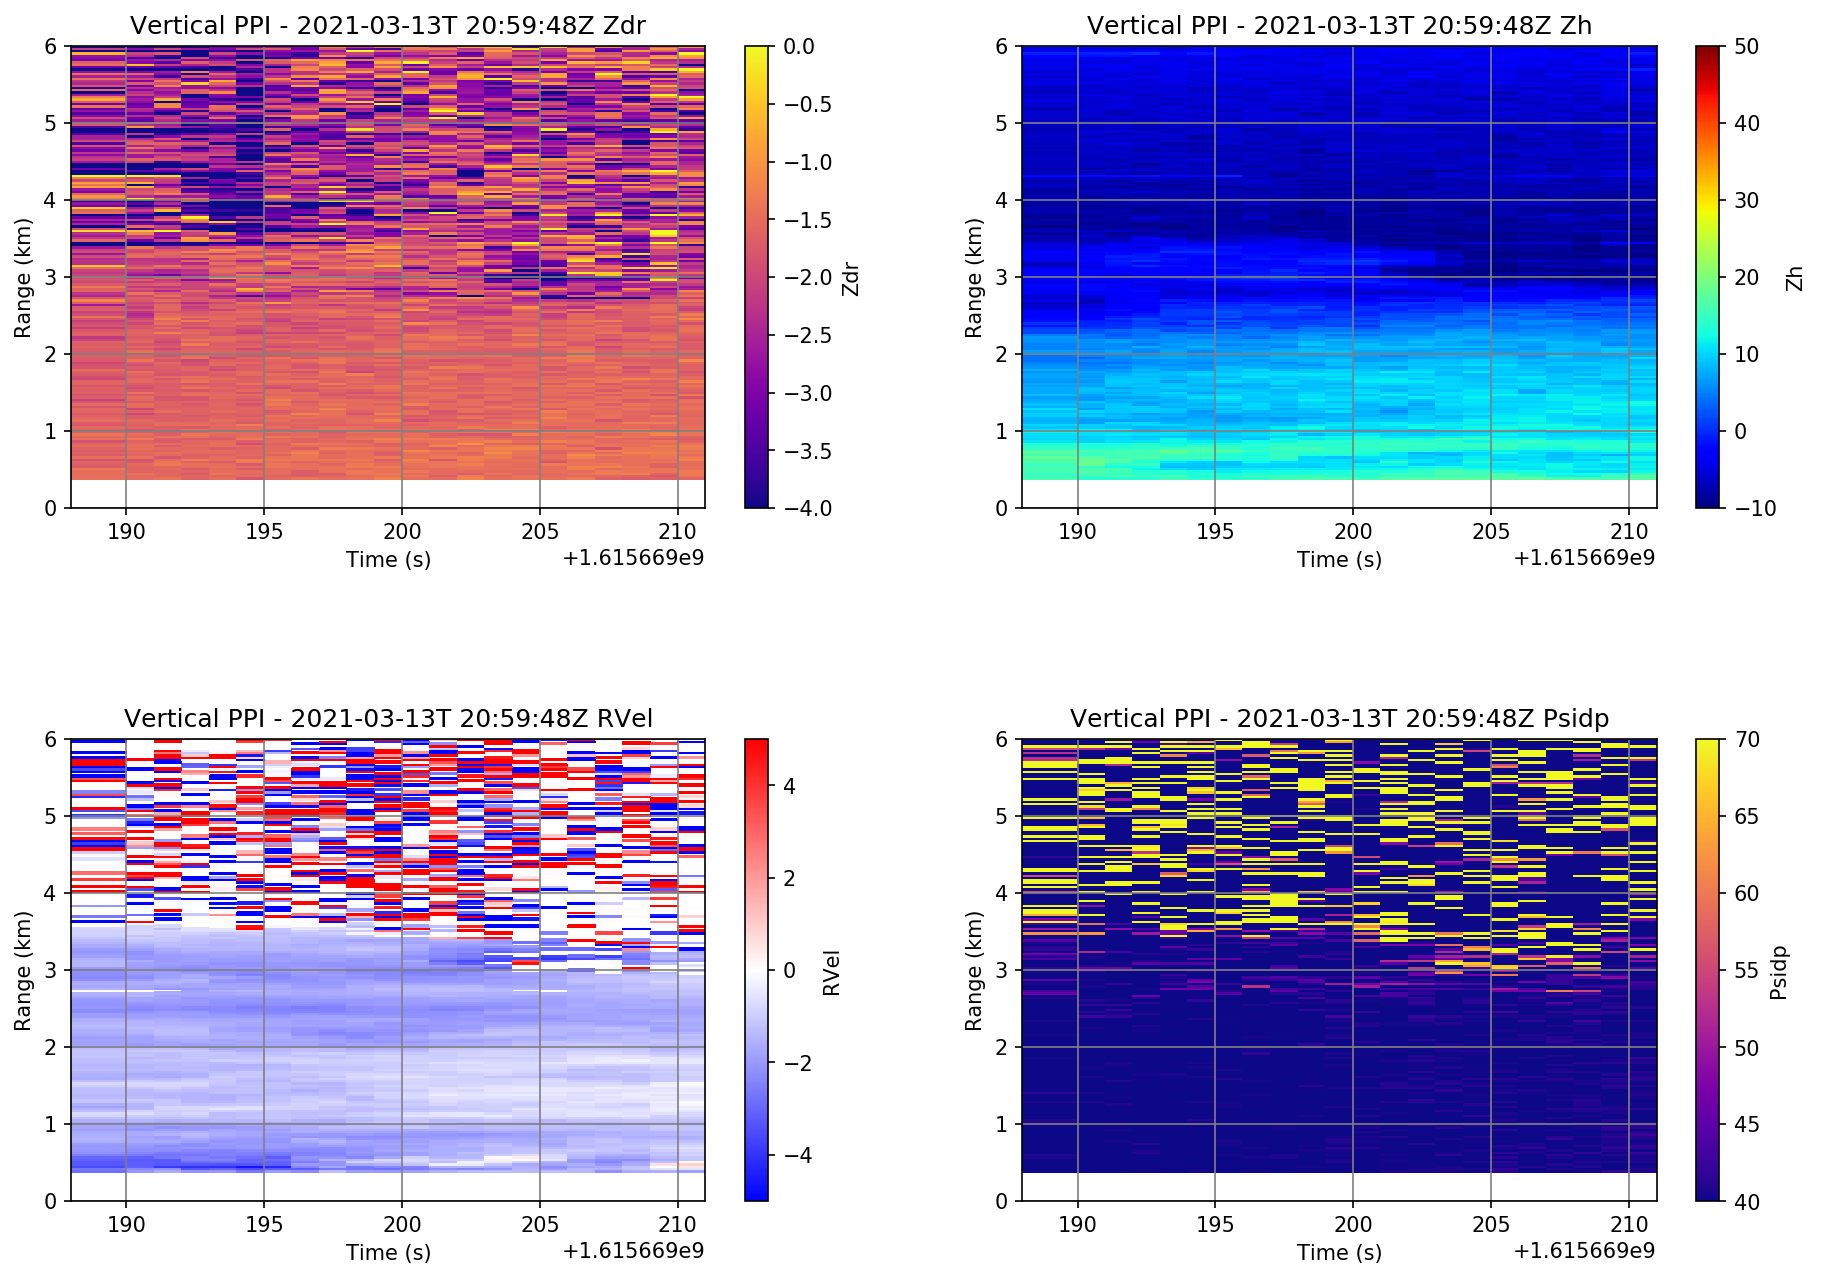 Vertical PPI - 2021-03-13T 20:59:48Z Zdr
6
5
4
3
2
1
0
Range (km)
190 195 200 205 210
Time (s)
+1.615669e9
0.0
−0.5
−1.0
−1.5
−2.0
−2.5
−3.0
−3.5
−4.0
Zdr
Vertical PPI - 2021-03-13T 20:59:48Z Zh
6
5
4
3
2
1
0
Range (km)
190 195 200 205 210
Time (s)
+1.615669e9
50
40
30
20
10
0
−10
Zh
Vertical PPI - 2021-03-13T 20:59:48Z RVel
6
5
4
3
2
1
0
Range (km)
190 195 200 205 210
Time (s)
+1.615669e9
4
2
0
−2
−4
RVel
Vertical PPI - 2021-03-13T 20:59:48Z Psidp
6
5
4
3
2
1
0
Range (km)
190 195 200 205 210
Time (s)
+1.615669e9
70
65
60
55
50
45
40
Psidp